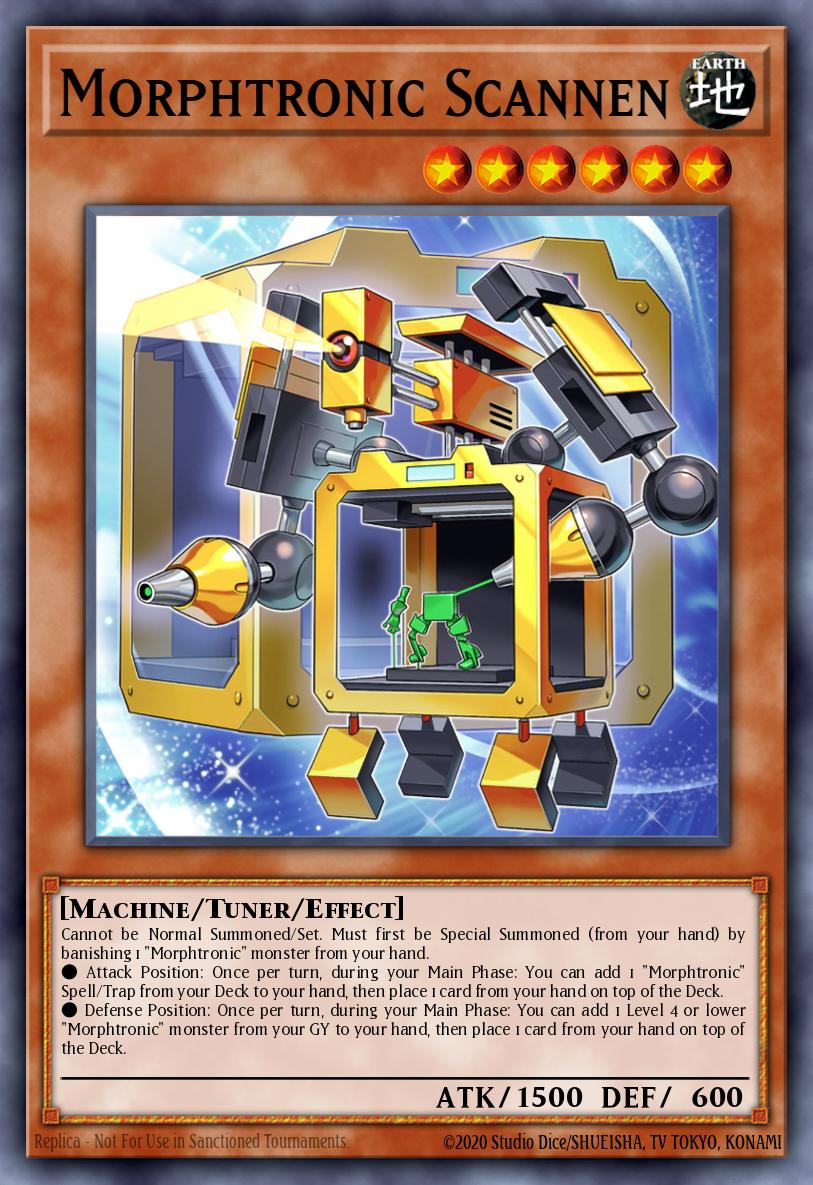 Morphtronic Scannen
EARTH
地
[Machine/Tuner/Effect]
Cannot be Normal Summoned/Set. Must first be Special Summoned (from your hand) by
banishing 1 "Morphtronic" monster from your hand.
● Attack Position: Once per turn, during your Main Phase: You can add 1 "Morphtronic"
Spell/Trap from your Deck to your hand, then place 1 card from your hand on top of the Deck.
● Defense Position: Once per turn, during your Main Phase: You can add 1 Level 4 or lower
"Morphtronic" monster from your GY to your hand, then place 1 card from your hand on top of
the Deck.
ATK/1500 DEF/ 600
Replica - Not For Use in Sanctioned Tournaments.
©2020 Studio Dice/SHUEISHA, TV TOKYO, KONAMI